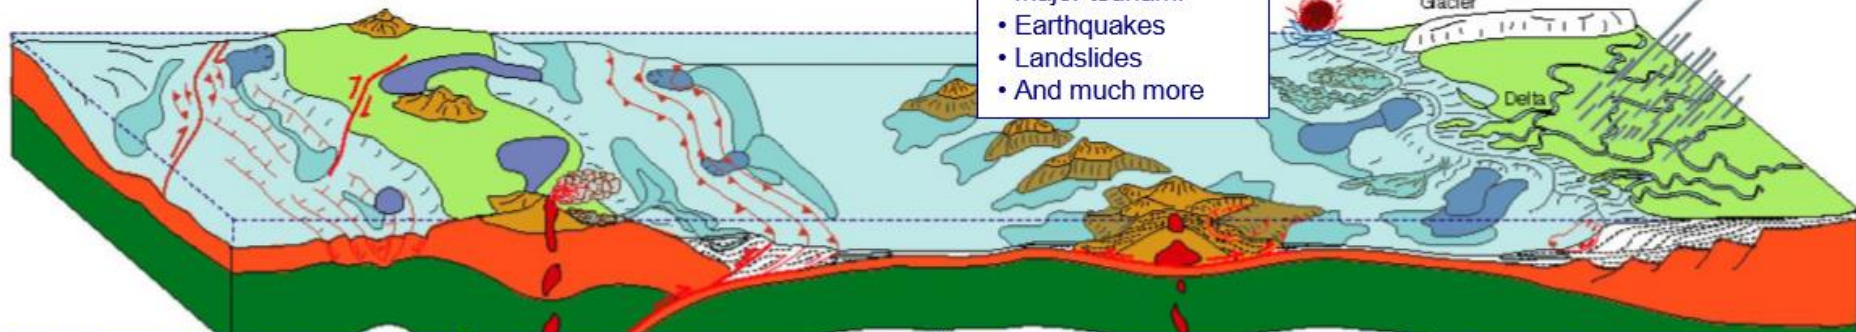 • Earthquakes
• Landslides
• And much more
Glacier
Delta